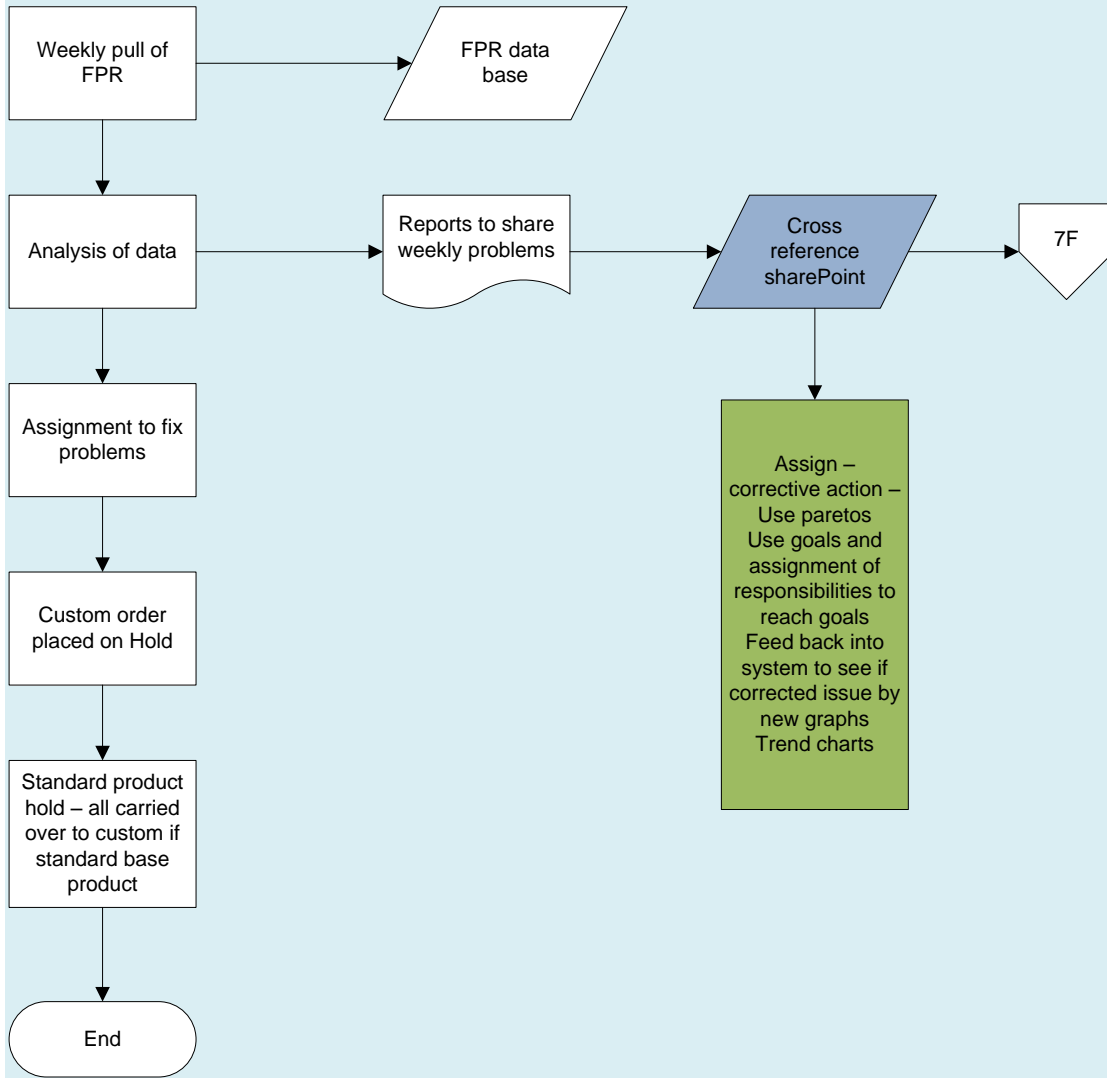 Weekly pull of
FPR
FPR data
base
Analysis of data
Reports to share
weekly problems
Cross
reference
sharePoint
7F
Assignment to fix
problems
Assign –
corrective action –
Use paretos
Use goals and
assignment of
responsibilities to
reach goals
Feed back into
system to see if
corrected issue by
new graphs
Trend charts
Custom order
placed on Hold
Standard product
hold – all carried
over to custom if
standard base
product
End